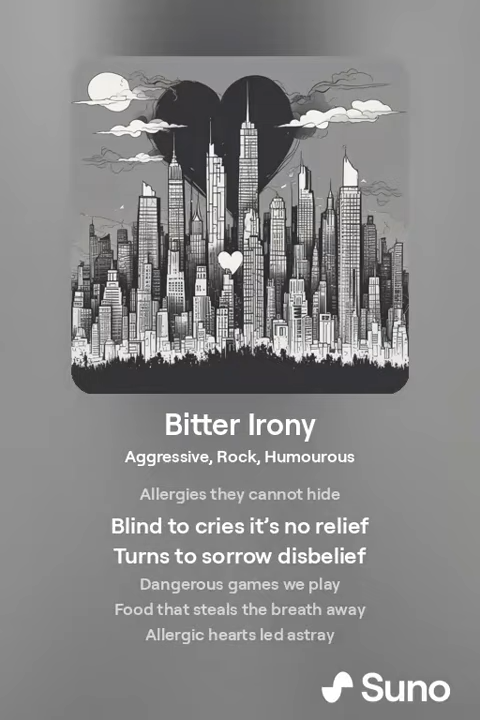 Bitter Irony
Aggressive, Rock, Humourous
Allergies they cannot hide
Blind to cries it's no relief
Turns to sorrow disbelief
Dangerous games we play
Food that steals the breath away
Allergic hearts led astray
Suno